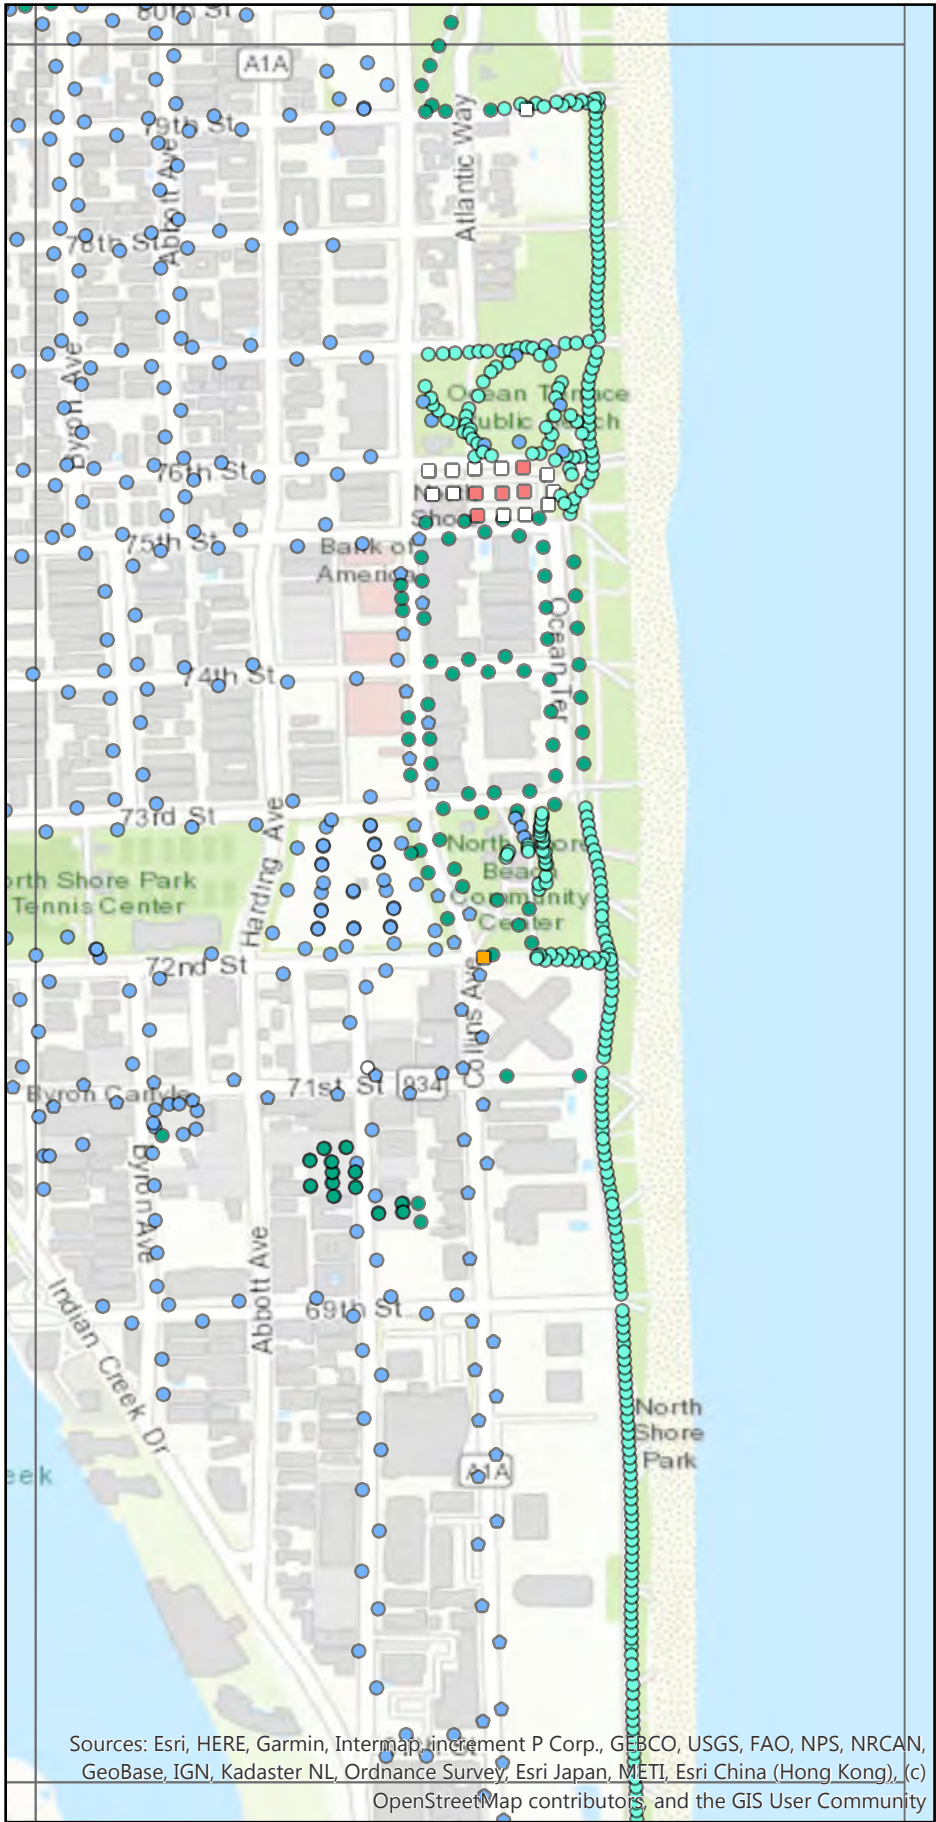 80th St
A1A
79th St
Abbott Ave
Atlantic Way
78th St
Byron Ave
Ocean Terrace
Public Beach
76th St
North
Shore
75th St
Bank of
America
Ocean Ter
74th St
73rd St
Harding Ave
North Shore
Beach
Community
Center
orth Shore Park
Tennis Center
72nd St
Collins Ave
71st St
934
Byron Carlyle
Byron Ave
Abbott Ave
69th St
Indian Creek Dr
North
Shore
Park
eek
A1A
Sources: Esri, HERE, Garmin, Intermap, increment P Corp., GEBCO, USGS, FAO, NPS, NRCAN,
GeoBase, IGN, Kadaster NL, Ordnance Survey, Esri Japan, METI, Esri China (Hong Kong), (c)
OpenStreetMap contributors, and the GIS User Community